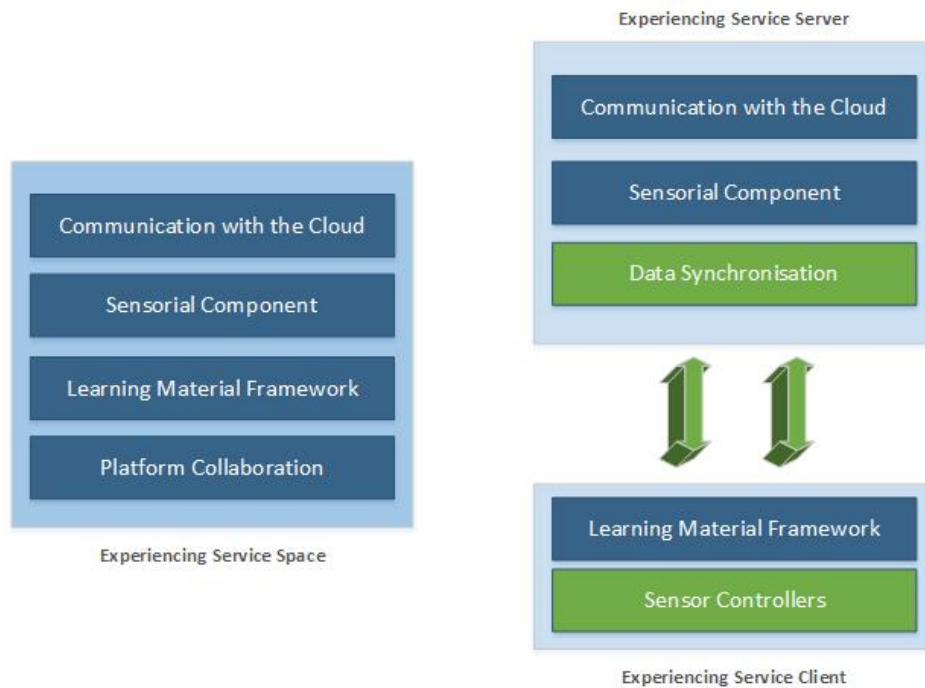 Experiencing Service Server
Communication with the Cloud
Sensorial Component
Data Synchronisation
Communication with the Cloud
Sensorial Component
Learning Material Framework
Platform Collaboration
Experiencing Service Space
Learning Material Framework
Sensor Controllers
Experiencing Service Client